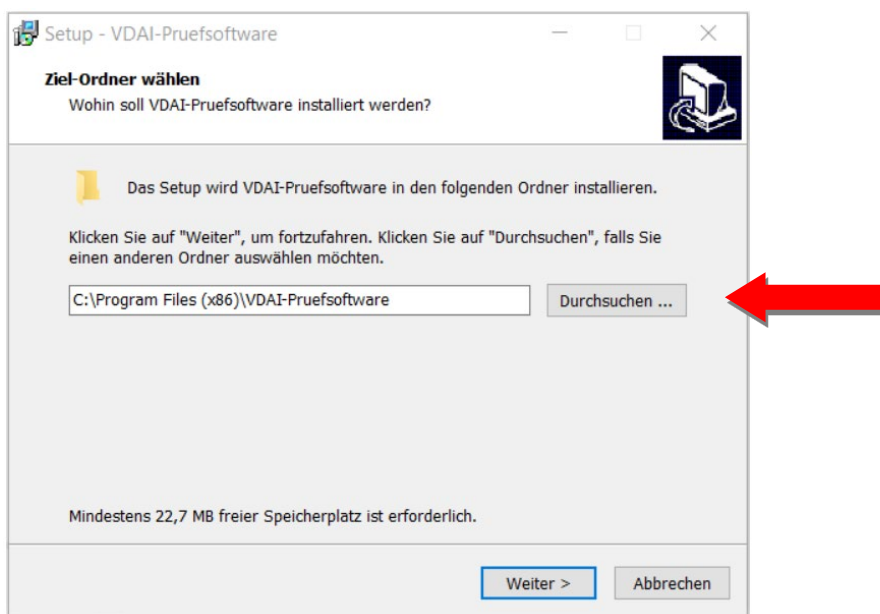 Setup - VDAI-Pruefsoftware
Ziel-Ordner wählen
Wohin soll VDAI-Pruefsoftware installiert werden?
Das Setup wird VDAI-Pruefsoftware in den folgenden Ordner installieren.
Klicken Sie auf "Weiter", um fortzufahren. Klicken Sie auf "Durchsuchen", falls Sie
einen anderen Ordner auswählen möchten.
C:\Program Files (x86)\VDAI-Pruefsoftware
Durchsuchen ...
Mindestens 22,7 MB freier Speicherplatz ist erforderlich.
Weiter >
Abbrechen